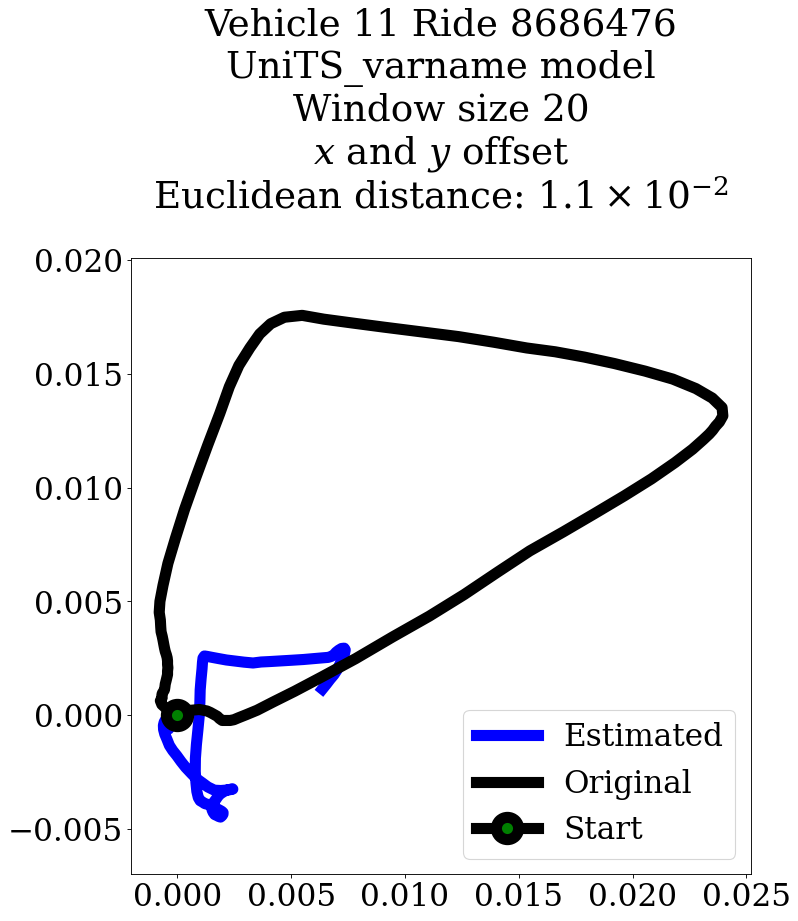 Vehicle 11 Ride 8686476
UniTS_varname model
Window size 20
x and y offset
Euclidean distance: 1.1 × 10⁻²
0.020
0.015
0.010
0.005
0.000
−0.005
0.000 0.005 0.010 0.015 0.020 0.025
Estimated
Original
Start